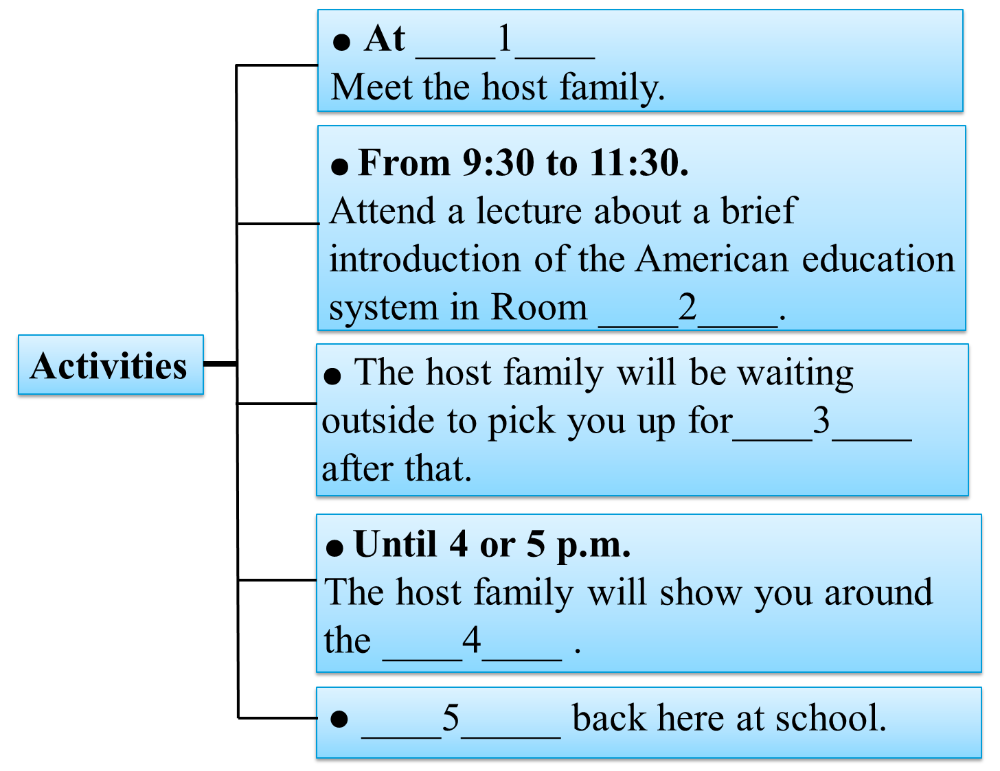 ● At ____1____
Meet the host family.
● From 9:30 to 11:30.
Attend a lecture about a brief
introduction of the American education
system in Room ____2____.
Activities
● The host family will be waiting
outside to pick you up for____3____
after that.
● Until 4 or 5 p.m.
The host family will show you around
the ____4____ .
● ____5_____ back here at school.